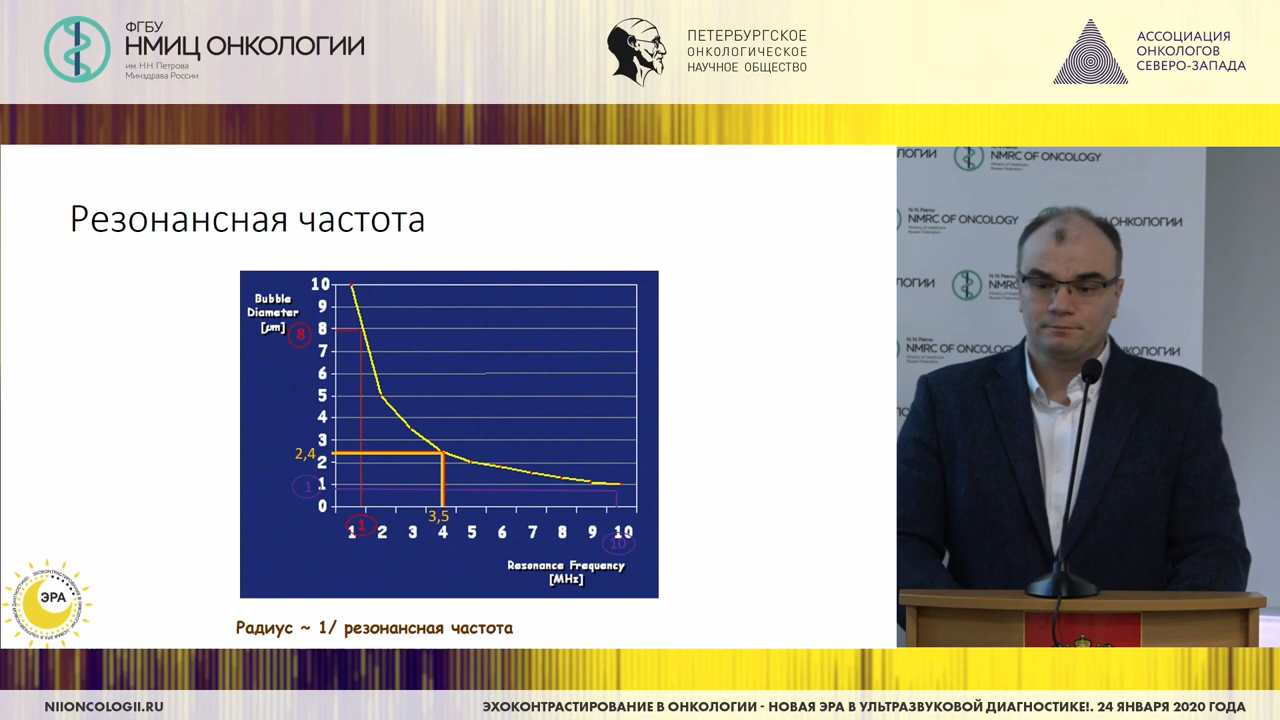 ФГБУ
НМИЦ ОНКОЛОГИИ
им. Н.Н. Петрова
Минздрава России
ПЕТЕРБУРГСКОЕ
ОНКОЛОГИЧЕСКОЕ
НАУЧНОЕ ОБЩЕСТВО
АССОЦИАЦИЯ
ОНКОЛОГОВ
СЕВЕРО-ЗАПАДА
Резонансная частота
Bubble
Diameter
[µm]
10
9
8
8
7
6
5
4
3
2,4
2
1
1
0
3,5
1 2 3 4 5 6 7 8 9 10
10
Resonance Frequency
[MHz]
Радиус ~ 1/ резонансная частота
ЭРА
ЛОГИИ
NMRC OF ONCOLOGY
N.N. Petrov
NMRC OF ONCOLOGY
ОНКОЛОГИИ
ЛОГИИ
N.N.
NMRC
N.N. Petrov
NMRC OF ONCOLOGY
КОЛОГИИ
NIIONCOLOGII.RU
ЭХОКОНТРАСТИРОВАНИЕ В ОНКОЛОГИИ - НОВАЯ ЭРА В УЛЬТРАЗВУКОВОЙ ДИАГНОСТИКЕ!. 24 ЯНВАРЯ 2020 ГОДА